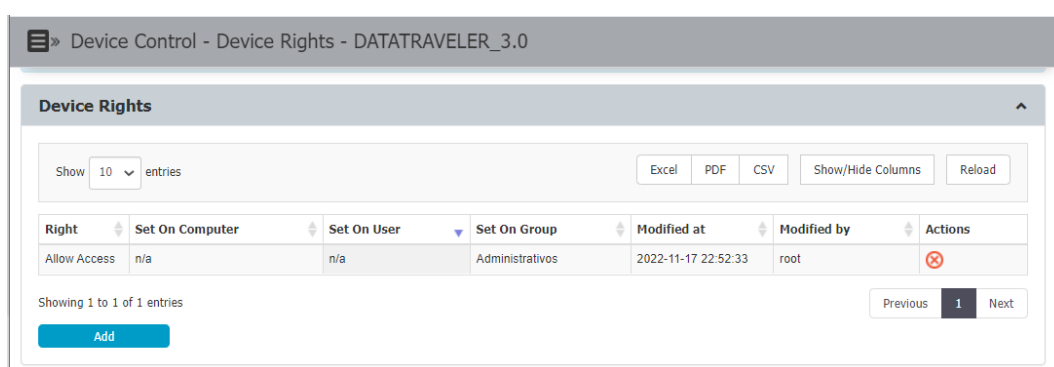 » Device Control - Device Rights - DATATRAVELER_3.0
Device Rights
Show 10 entries Excel PDF CSV Show/Hide Columns Reload
Right Set On Computer Set On User Set On Group Modified at Modified by Actions
Allow Access n/a n/a Administrativos 2022-11-17 22:52:33 root
Showing 1 to 1 of 1 entries Previous 1 Next
Add